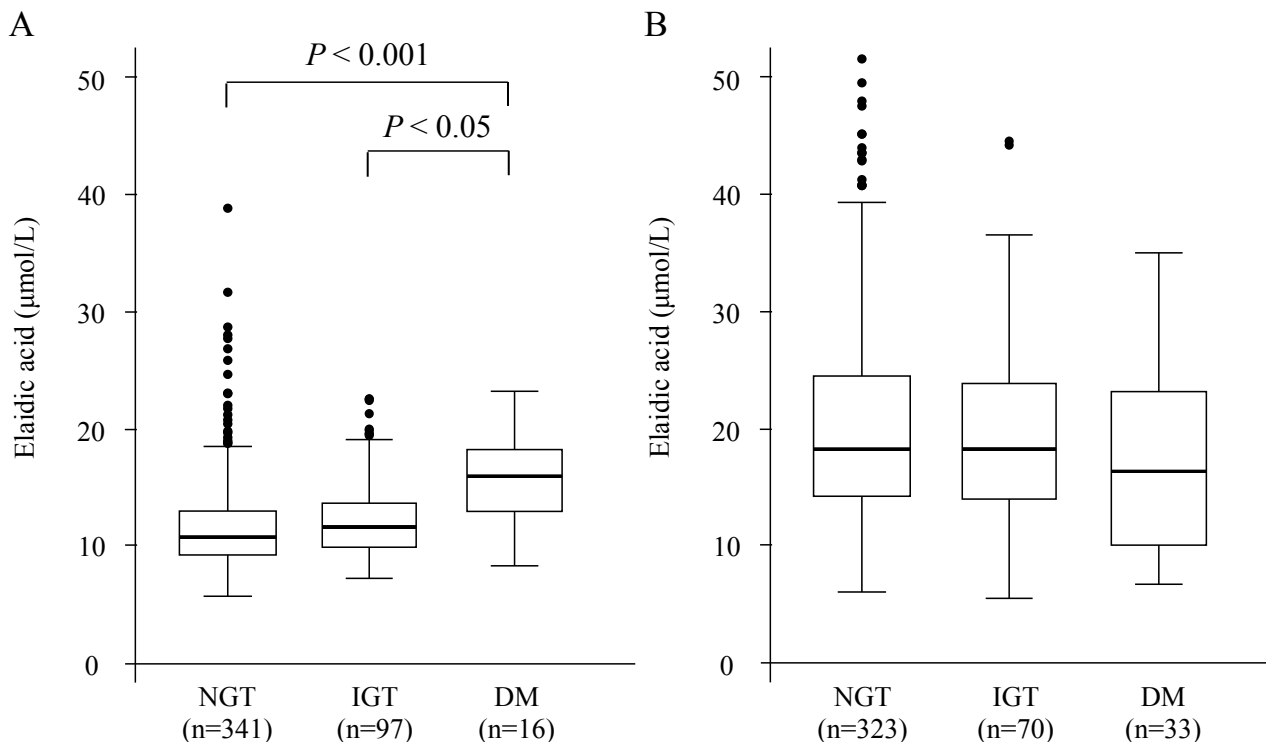 A
P < 0.001
P < 0.05
50
40
30
20
10
0
Elaidic acid (μmol/L)
NGT
(n=341)
IGT
(n=97)
DM
(n=16)
B
50
40
30
20
10
0
Elaidic acid (μmol/L)
NGT
(n=323)
IGT
(n=70)
DM
(n=33)